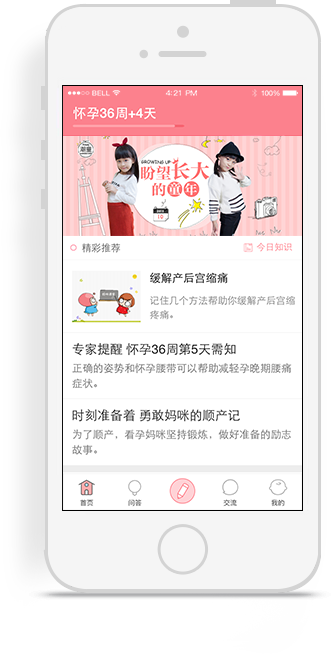 BELL 4:21 PM 100%
怀孕36周+4天
GROWING UP
盼望长大
的童年
精彩推荐 今日知识
缓解产后宫缩痛
记住几个方法帮助你缓解产后宫缩
疼痛。
专家提醒 怀孕36周第5天需知
正确的姿势和怀孕腰带可以帮助减轻孕晚期腰痛
症状。
时刻准备着 勇敢妈咪的顺产记
为了顺产，看孕妈咪坚持锻炼，做好准备的励志
故事。
首页 问答 交流 我的